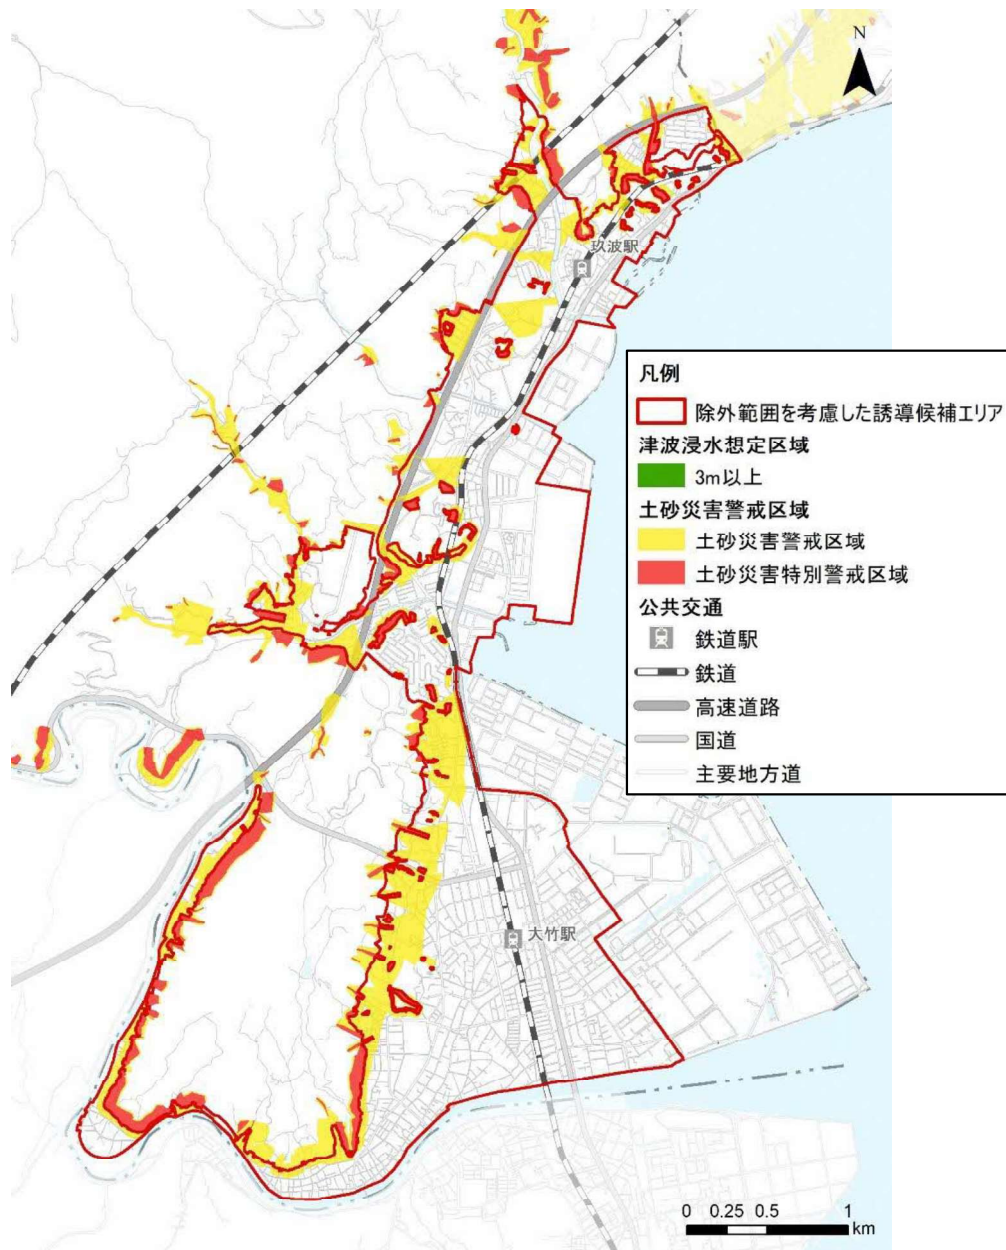 N
玖波駅
凡例
除外範囲を考慮した誘導候補エリア
津波浸水想定区域
3m以上
土砂災害警戒区域
土砂災害警戒区域
土砂災害特別警戒区域
公共交通
鉄道駅
鉄道
高速道路
国道
主要地方道
大竹駅
0 0.25 0.5 1
km